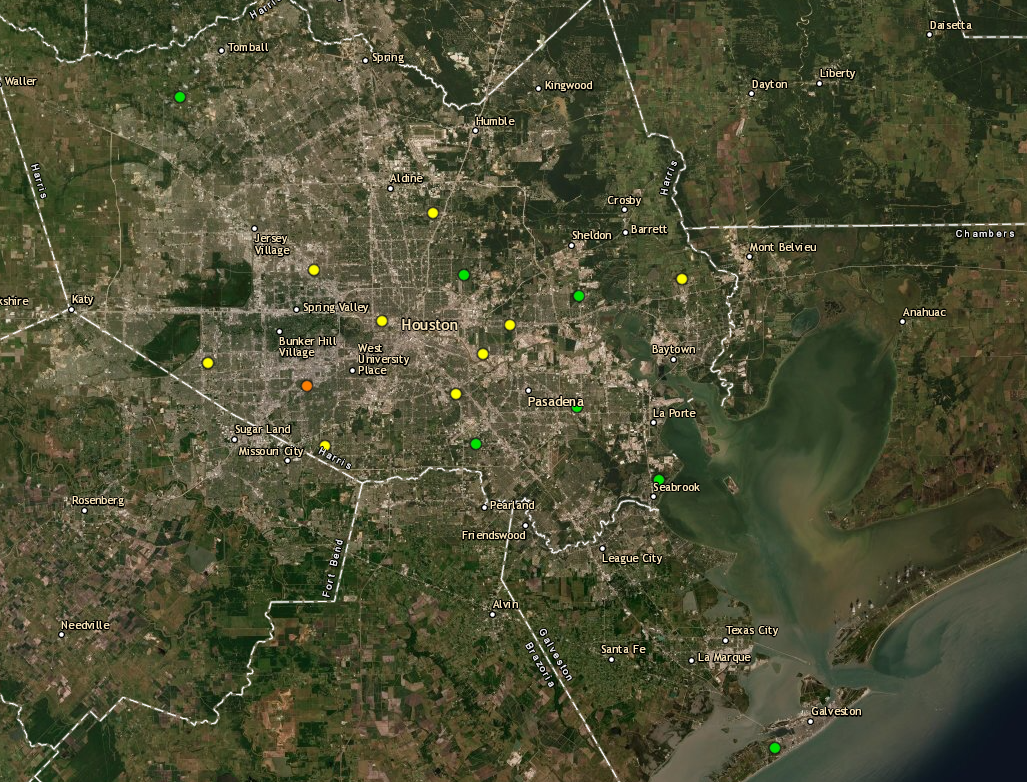 Harris
Daisetta
Tomball
Spring
Waller
Kingwood
Dayton
Liberty
Humble
Harris
Aldine
Harris
Crosby
Barrett
Sheldon
Jersey
Village
Chambers
Mont Belvieu
Katy
kshire
Spring Valley
Houston
Anahuac
Bunker Hill
Village
West
University
Place
Baytown
Pasadena
La Porte
Sugar Land
Missouri City
Harris
Rosenberg
Seabrook
Pearland
Friendswood
League City
Fort Bend
Alvin
Needville
Galveston
Brazoria
Texas City
Santa Fe
La Marque
Galveston